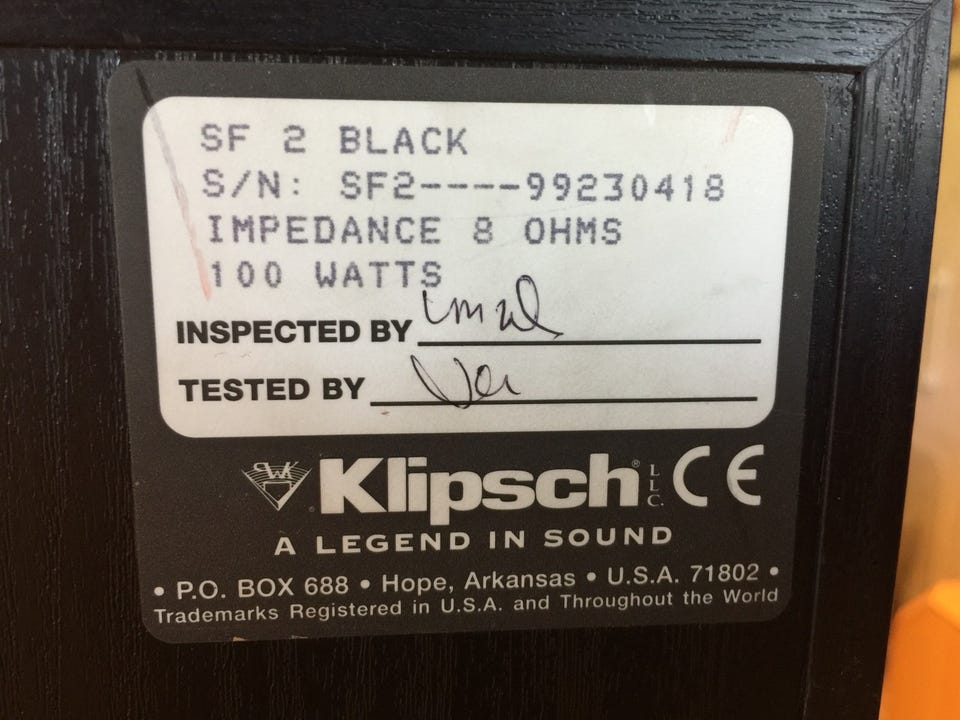 SF 2 BLACK
S/N: SF2----99230418
IMPEDANCE 8 OHMS
100 WATTS
INSPECTED BY
TESTED BY
Klipsch® LLC. CE
A LEGEND IN SOUND
• P.O. BOX 688 • Hope, Arkansas • U.S.A. 71802 •
Trademarks Registered in U.S.A. and Throughout the World